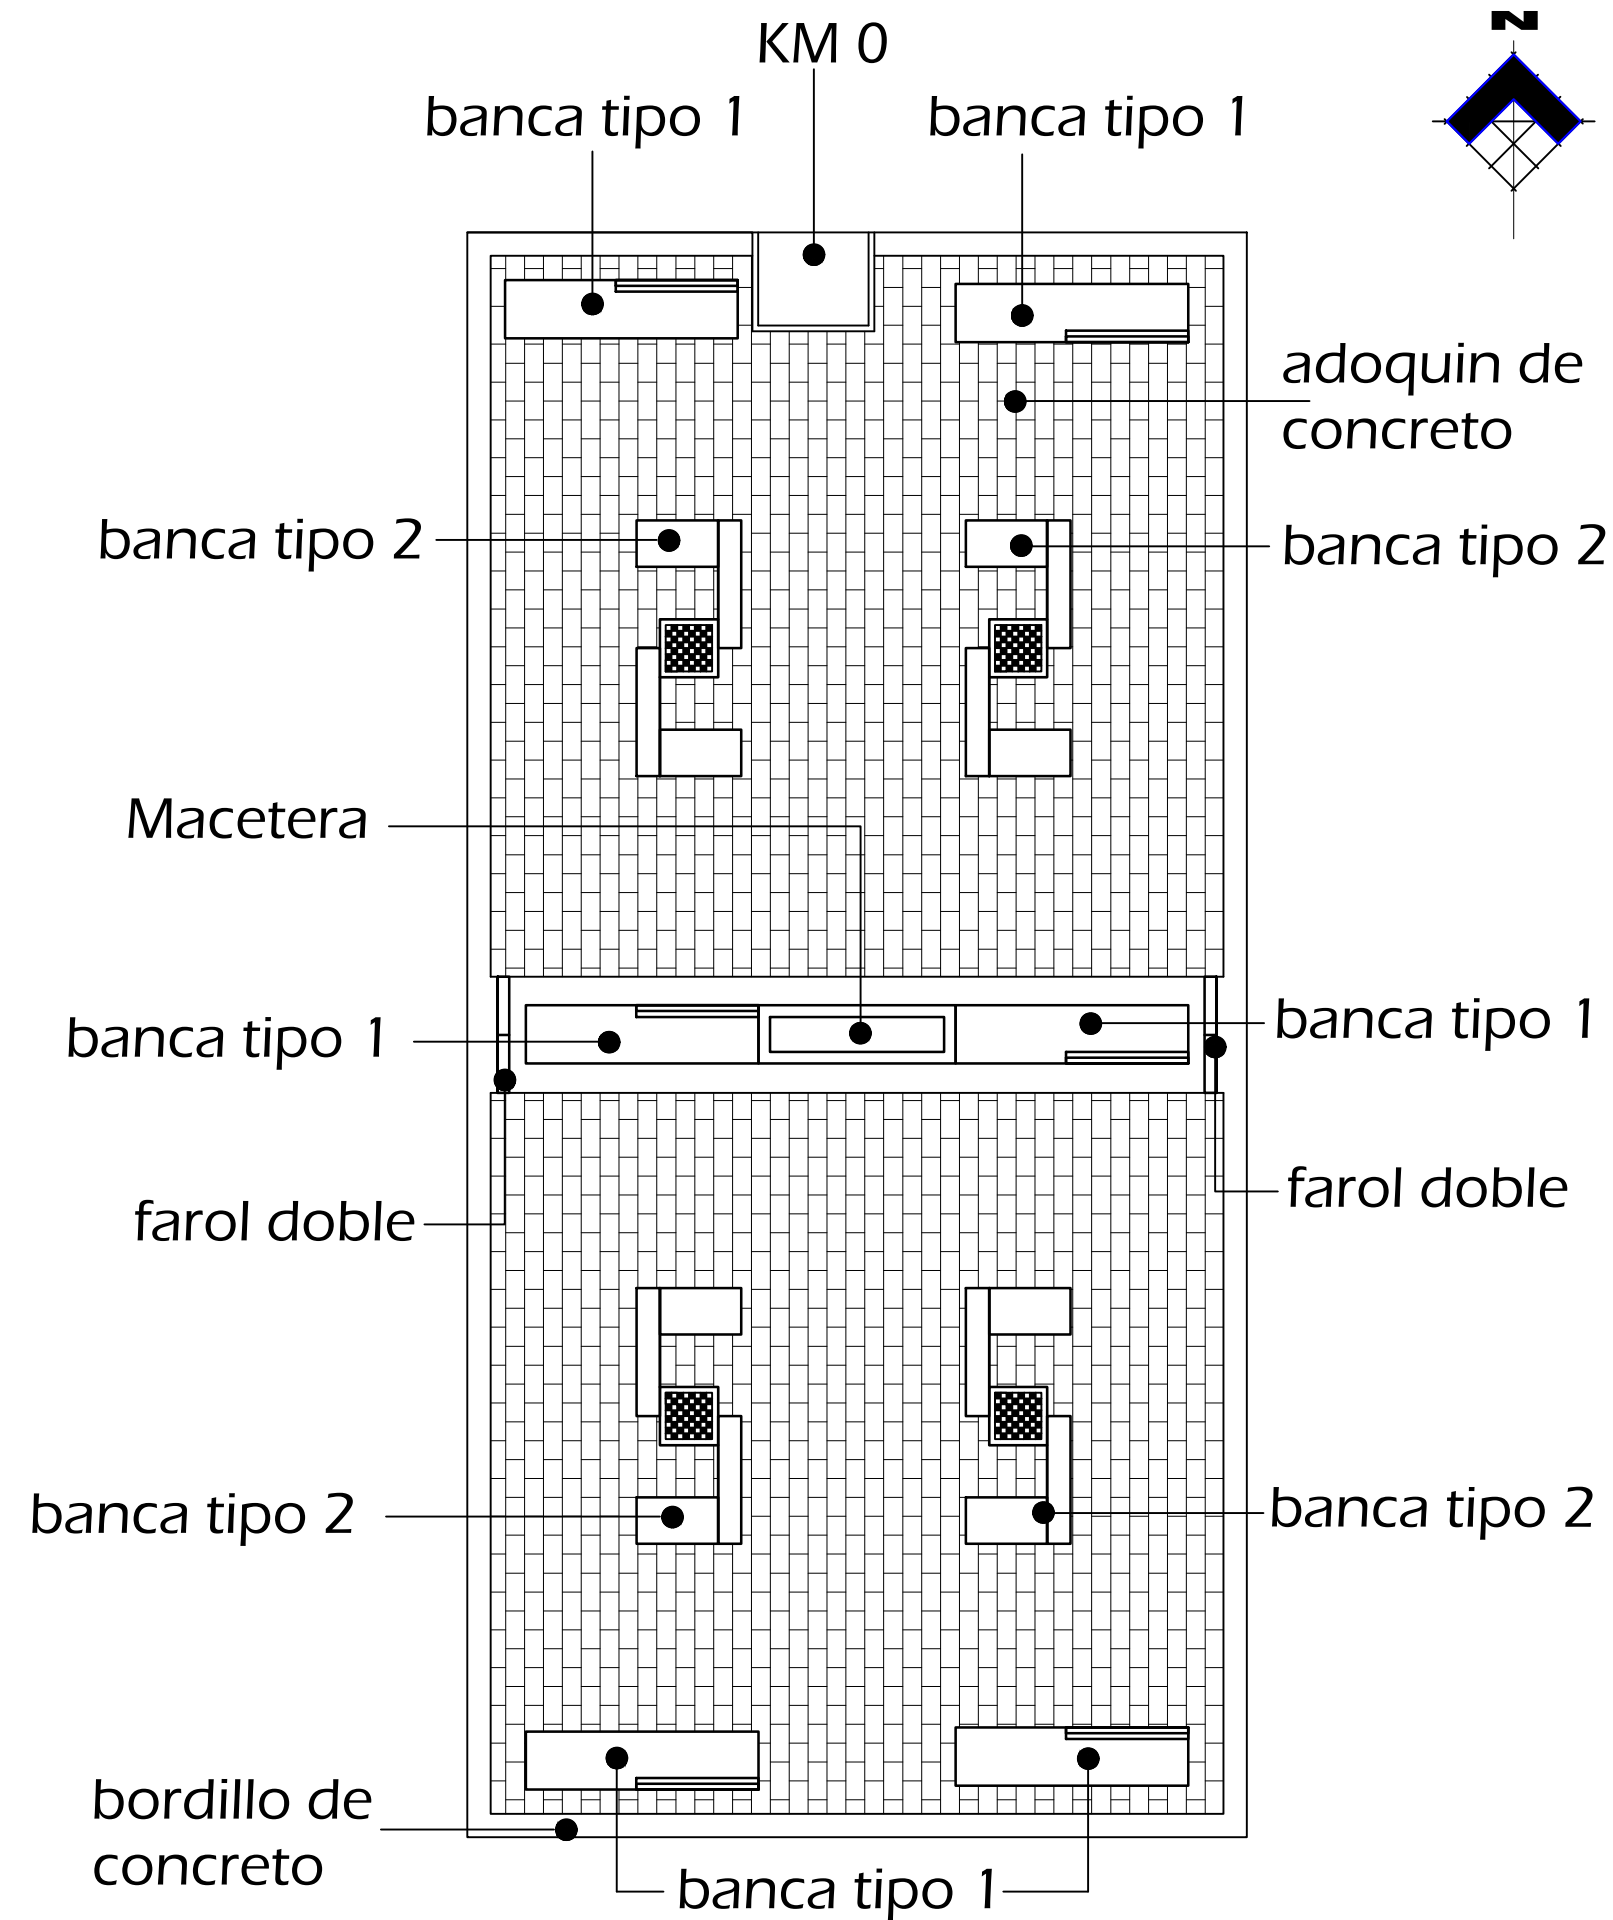 N
KM 0
banca tipo 1
banca tipo 1
adoquin de
concreto
banca tipo 2
banca tipo 2
Macetera
banca tipo 1
banca tipo 1
farol doble
farol doble
banca tipo 2
banca tipo 2
bordillo de
concreto
banca tipo 1